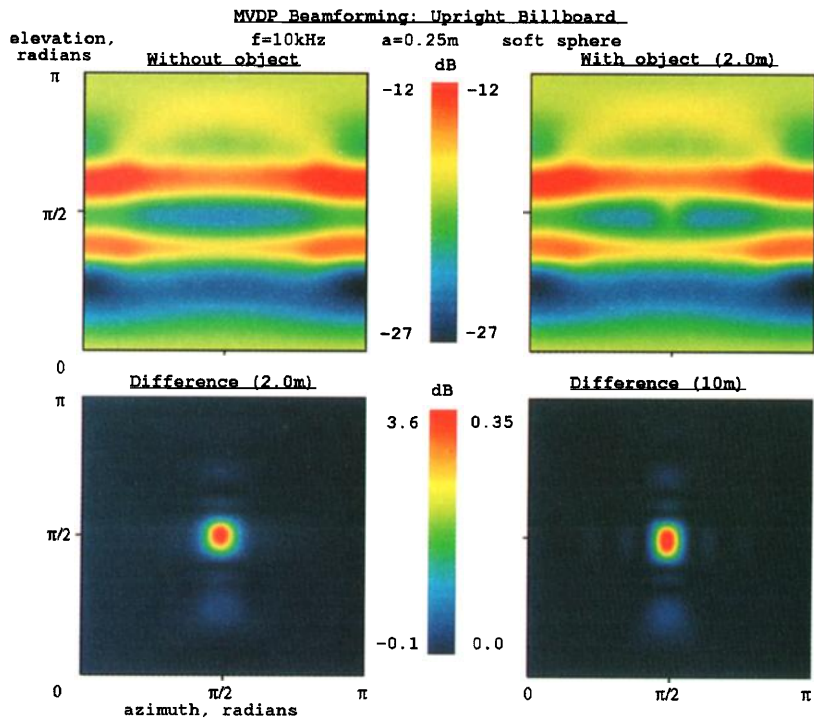 MVDP Beamforming: Upright Billboard
elevation, radians
f=10kHz a=0.25m soft sphere
Without object
dB
With object (2.0m)
π
-12 -12
π/2
-27 -27
0
Difference (2.0m)
dB
Difference (10m)
π
3.6 0.35
π/2
-0.1 0.0
0 π/2 π
0 π/2 π
azimuth, radians